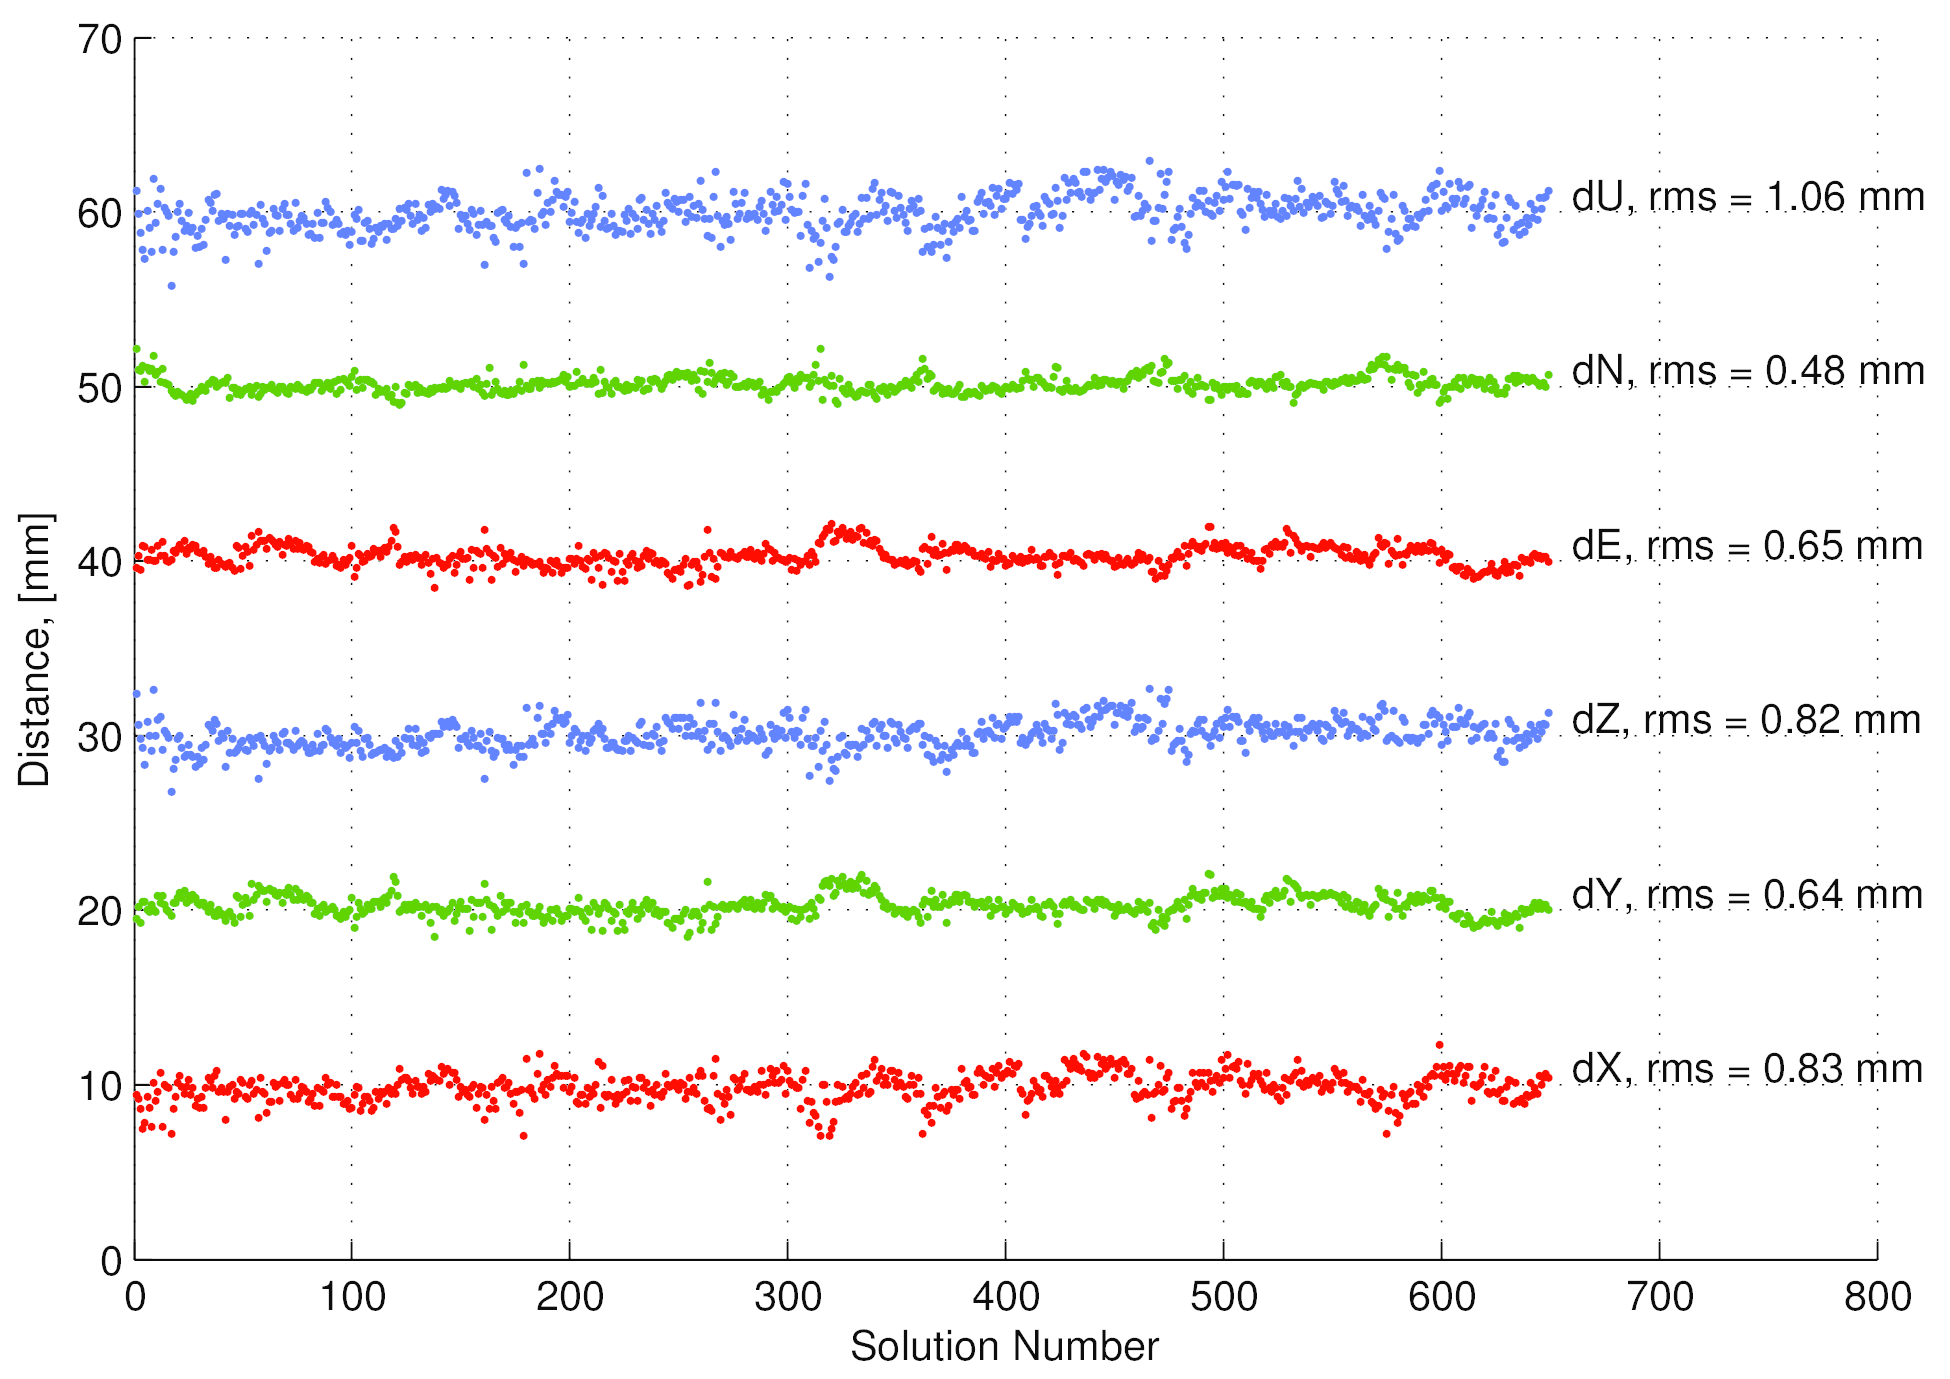 70
60
50
40
30
20
10
0
Distance, [mm]
dU, rms = 1.06 mm
dN, rms = 0.48 mm
dE, rms = 0.65 mm
dZ, rms = 0.82 mm
dY, rms = 0.64 mm
dX, rms = 0.83 mm
0 100 200 300 400 500 600 700 800
Solution Number